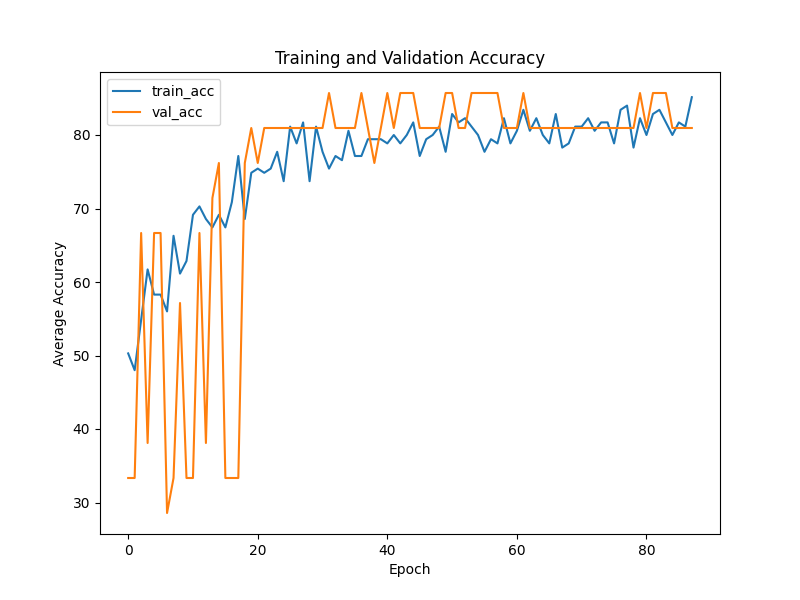 Training and Validation Accuracy
train_acc
val_acc
80
70
60
50
40
30
Average Accuracy
0 20 40 60 80
Epoch